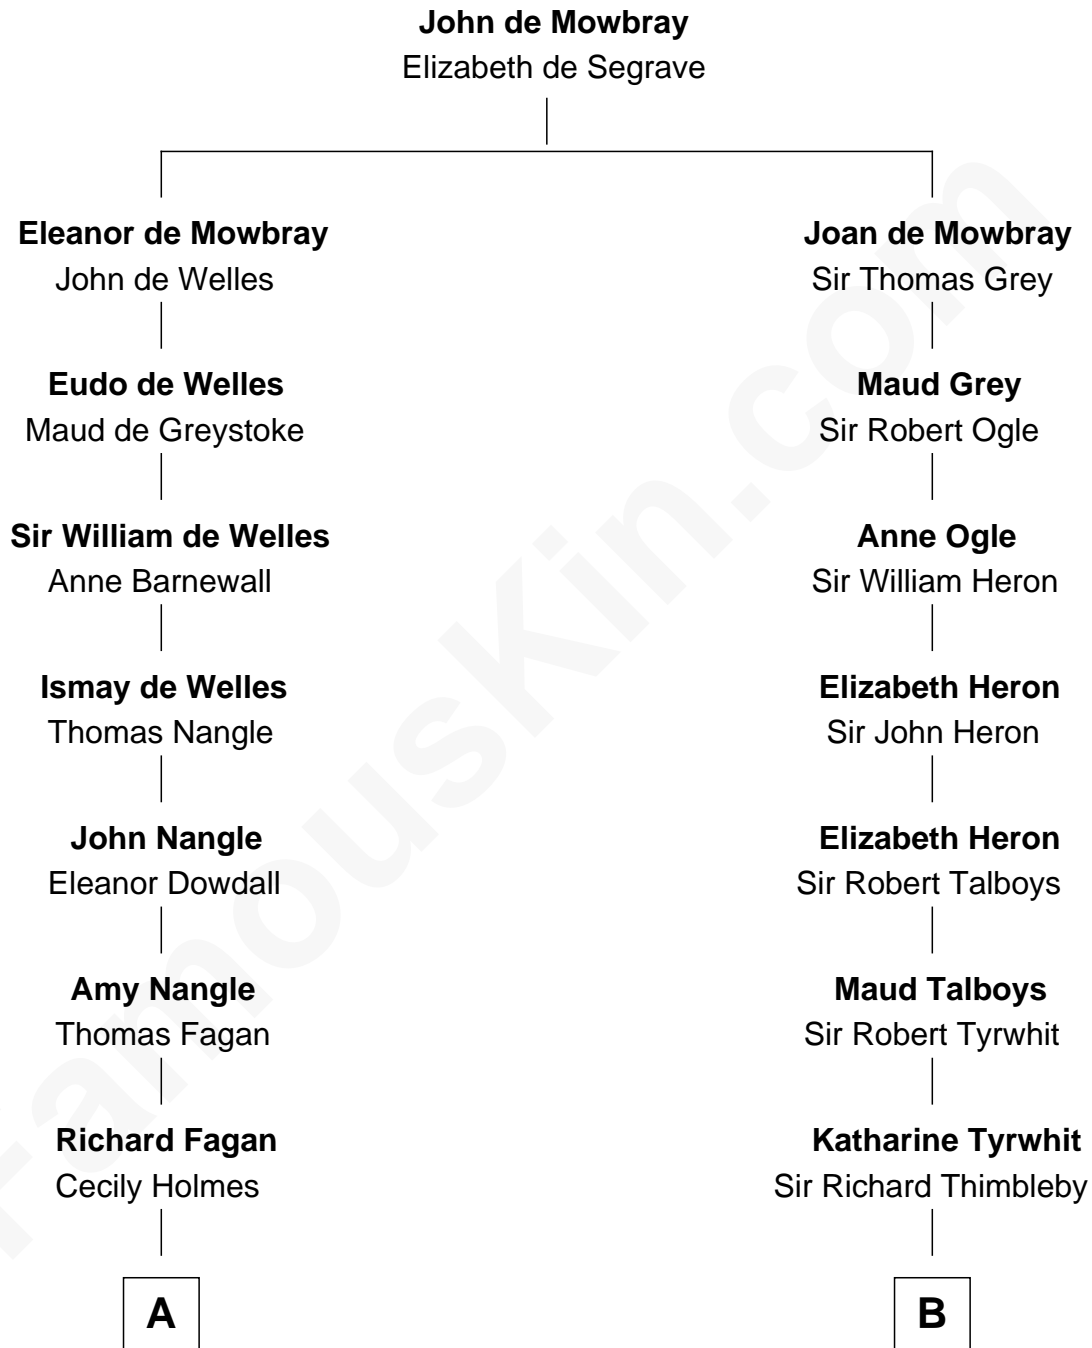 John de Mowbray
Elizabeth de Segrave
Eleanor de Mowbray
John de Welles
Joan de Mowbray
Sir Thomas Grey
Eudo de Welles
Maud de Greystoke
Maud Grey
Sir Robert Ogle
Sir William de Welles
Anne Barnewall
Anne Ogle
Sir William Heron
Ismay de Welles
Thomas Nangle
Elizabeth Heron
Sir John Heron
John Nangle
Eleanor Dowdall
Elizabeth Heron
Sir Robert Talboys
Amy Nangle
Thomas Fagan
Maud Talboys
Sir Robert Tyrwhit
Richard Fagan
Cecily Holmes
Katharine Tyrwhit
Sir Richard Thimbleby
A
B
FamousKin.com